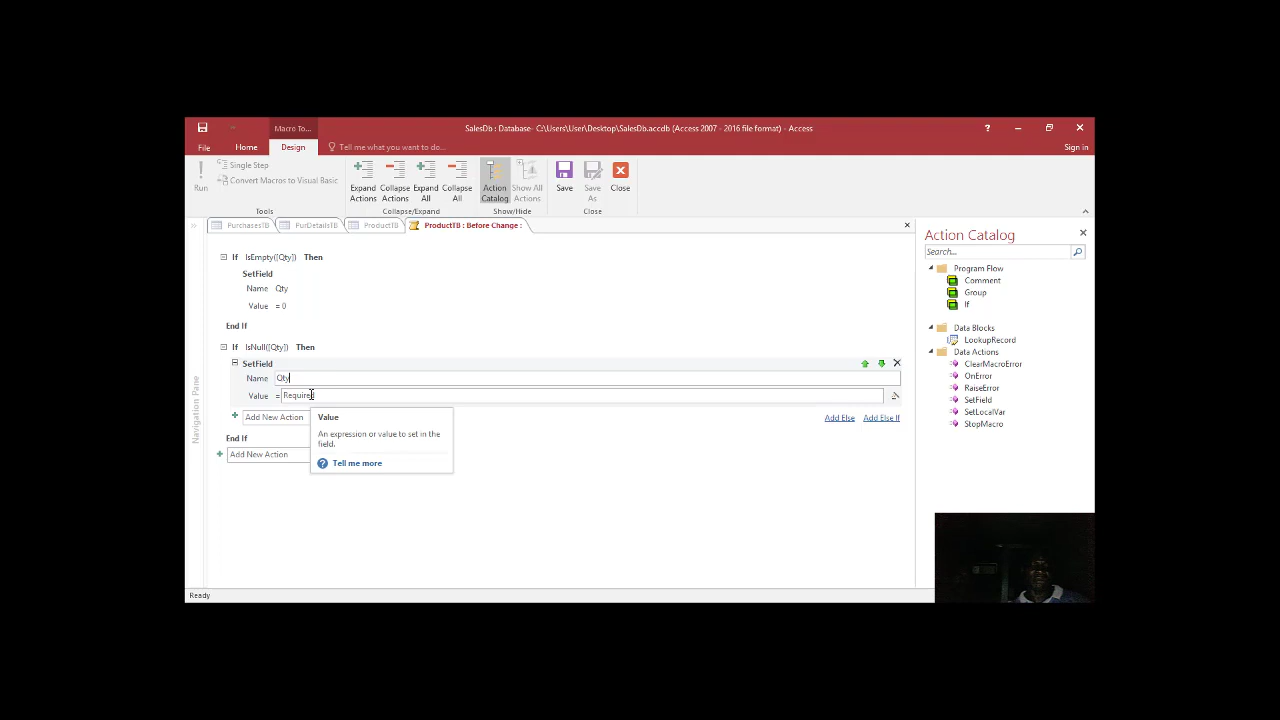 Macro To...
SalesDb : Database- C:\Users\User\Desktop\SalesDb.accdb (Access 2007 - 2016 file format) - Access
?
File
Home
Design
Tell me what you want to do...
Sign in
Run
Single Step
Convert Macros to Visual Basic
Expand Actions
Collapse Actions
Expand All
Collapse All
Action Catalog
Show All Actions
Save
Save As
Close
Tools
Collapse/Expand
Show/Hide
Close
PurchasesTB
PurDetailsTB
ProductTB
ProductTB : Before Change :
Navigation Pane
If IsEmpty([Qty]) Then
SetField
Name Qty
Value = 0
End If
If IsNull([Qty]) Then
SetField
Name Qty
Value = Required
Add New Action
Add Else
Add Else If
End If
Add New Action
Value
An expression or value to set in the
field.
Tell me more
Action Catalog
Search...
Program Flow
Comment
Group
If
Data Blocks
LookupRecord
Data Actions
ClearMacroError
OnError
RaiseError
SetField
SetLocalVar
StopMacro
Ready